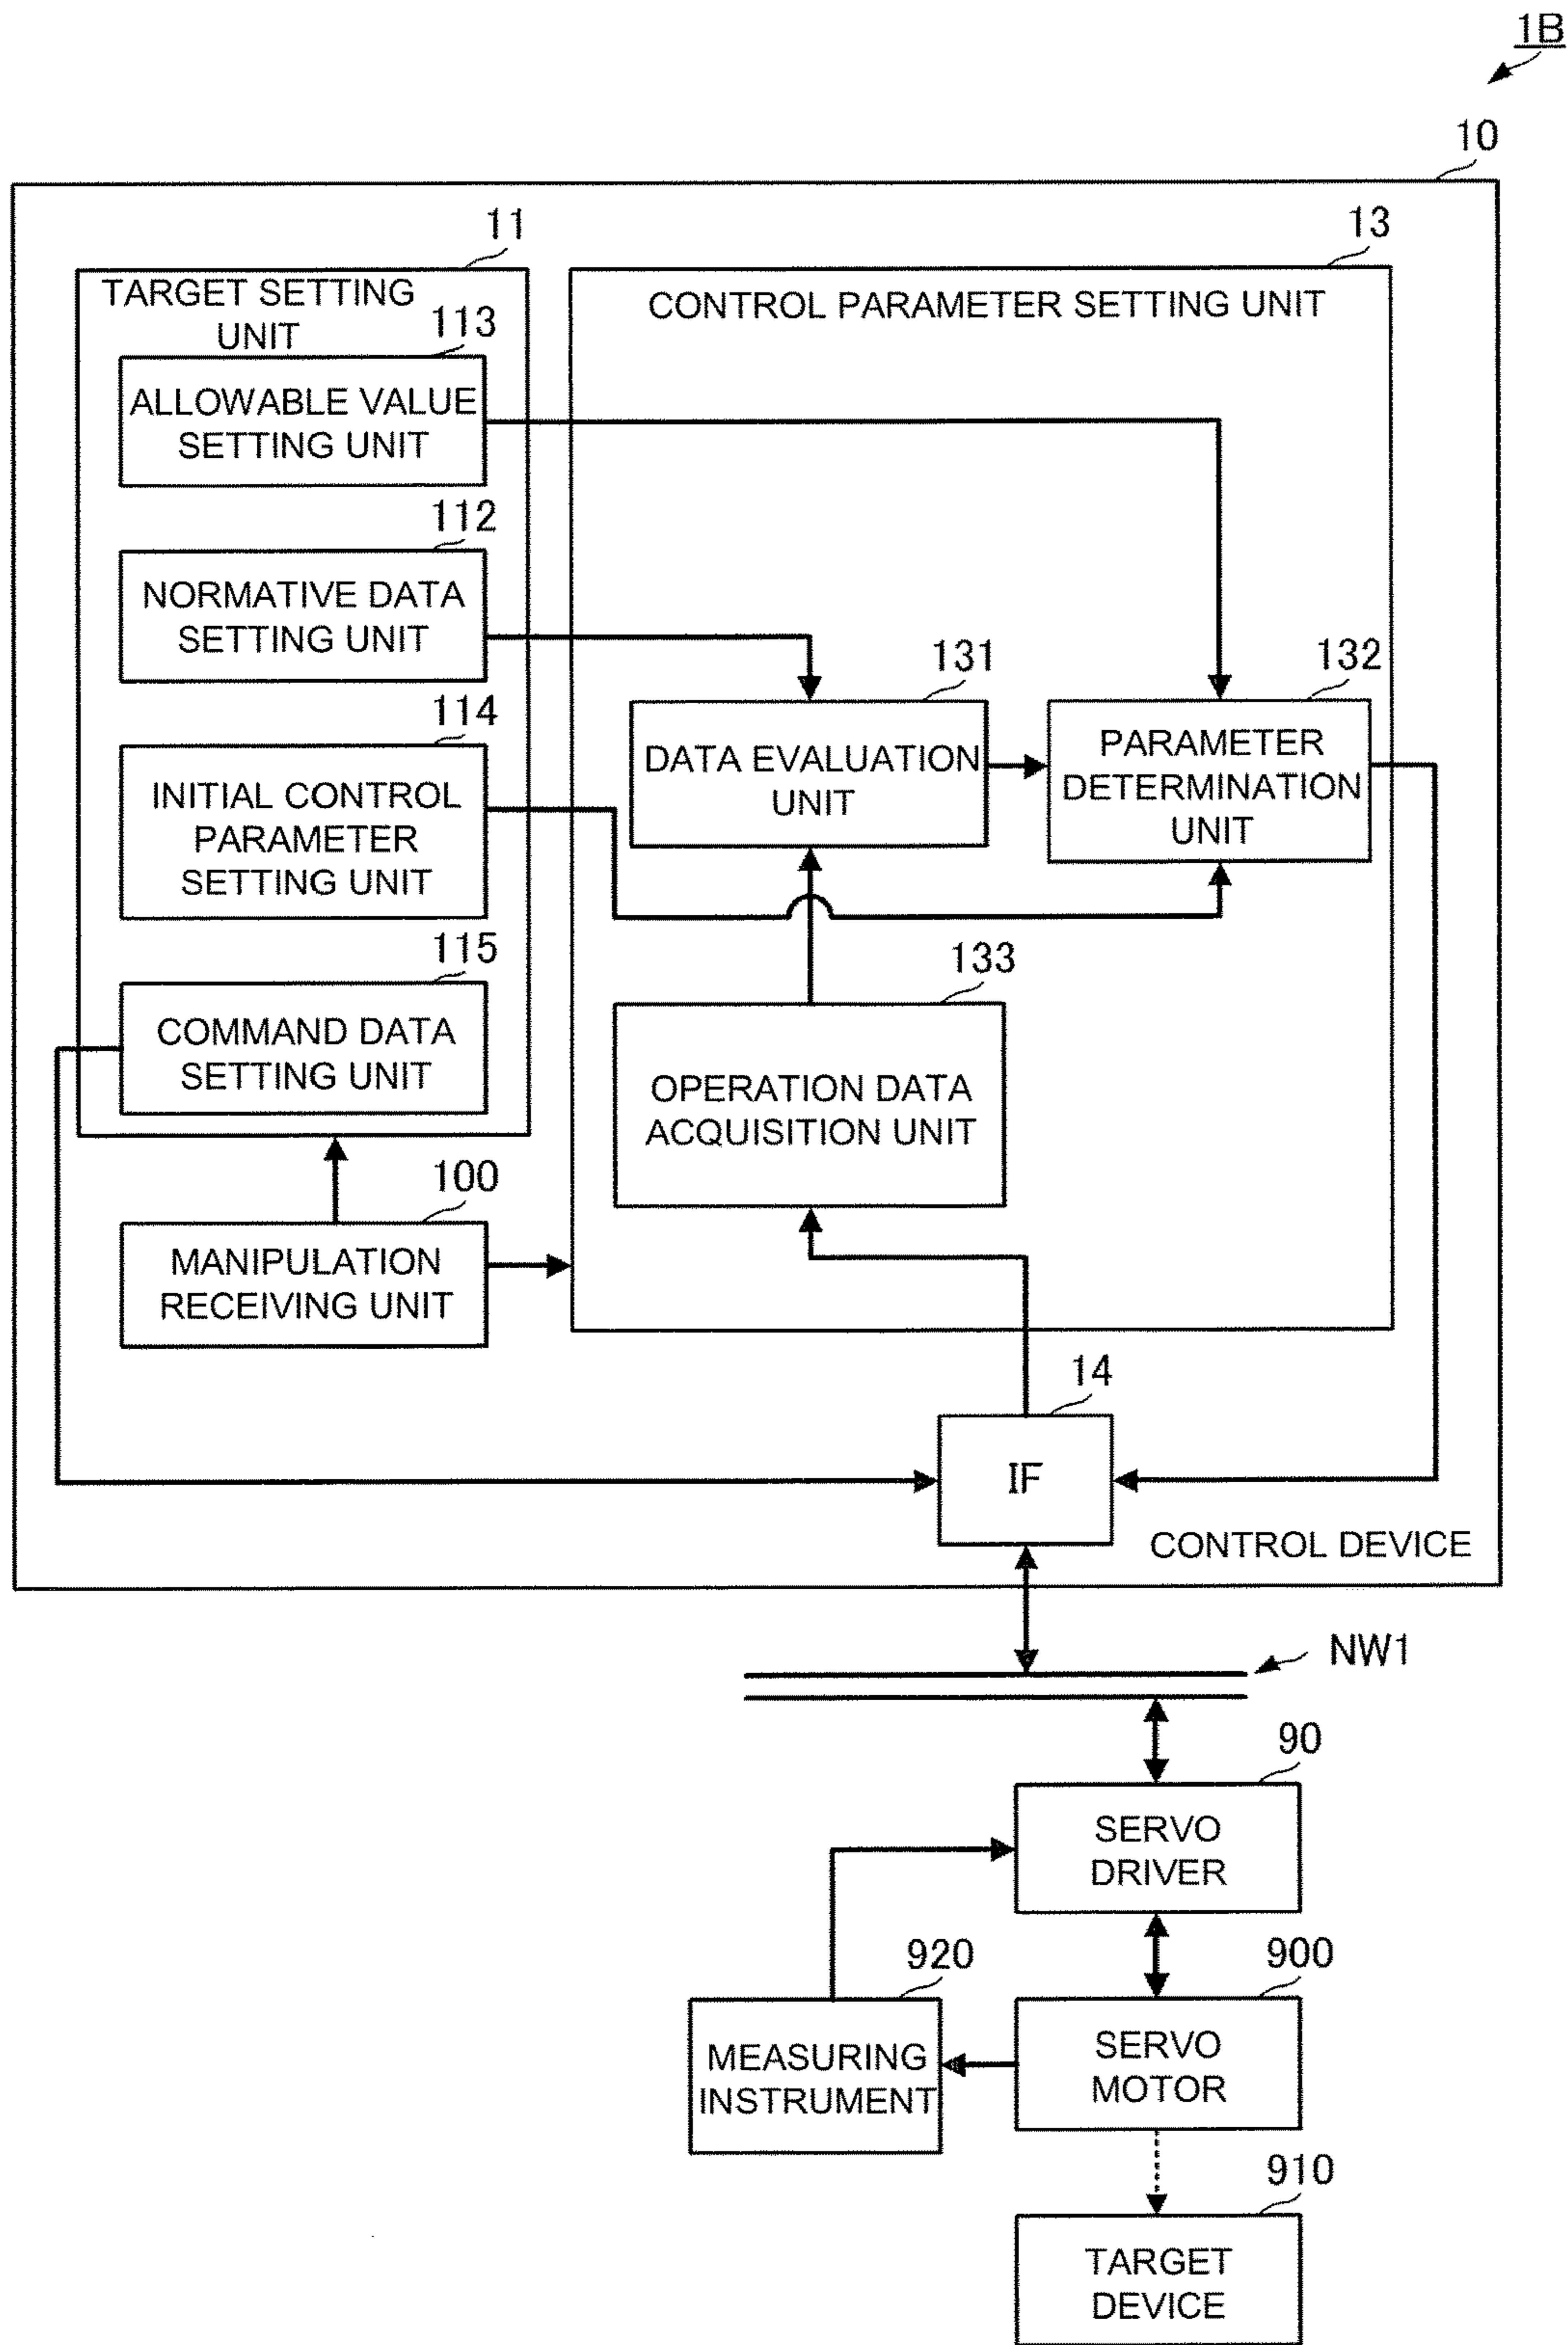 1B
10
11
TARGET SETTING
UNIT
113
ALLOWABLE VALUE
SETTING UNIT
112
NORMATIVE DATA
SETTING UNIT
114
INITIAL CONTROL
PARAMETER
SETTING UNIT
115
COMMAND DATA
SETTING UNIT
100
MANIPULATION
RECEIVING UNIT
13
CONTROL PARAMETER SETTING UNIT
131
DATA EVALUATION
UNIT
132
PARAMETER
DETERMINATION
UNIT
133
OPERATION DATA
ACQUISITION UNIT
14
IF
CONTROL DEVICE
NW1
90
SERVO
DRIVER
920
MEASURING
INSTRUMENT
900
SERVO
MOTOR
910
TARGET
DEVICE